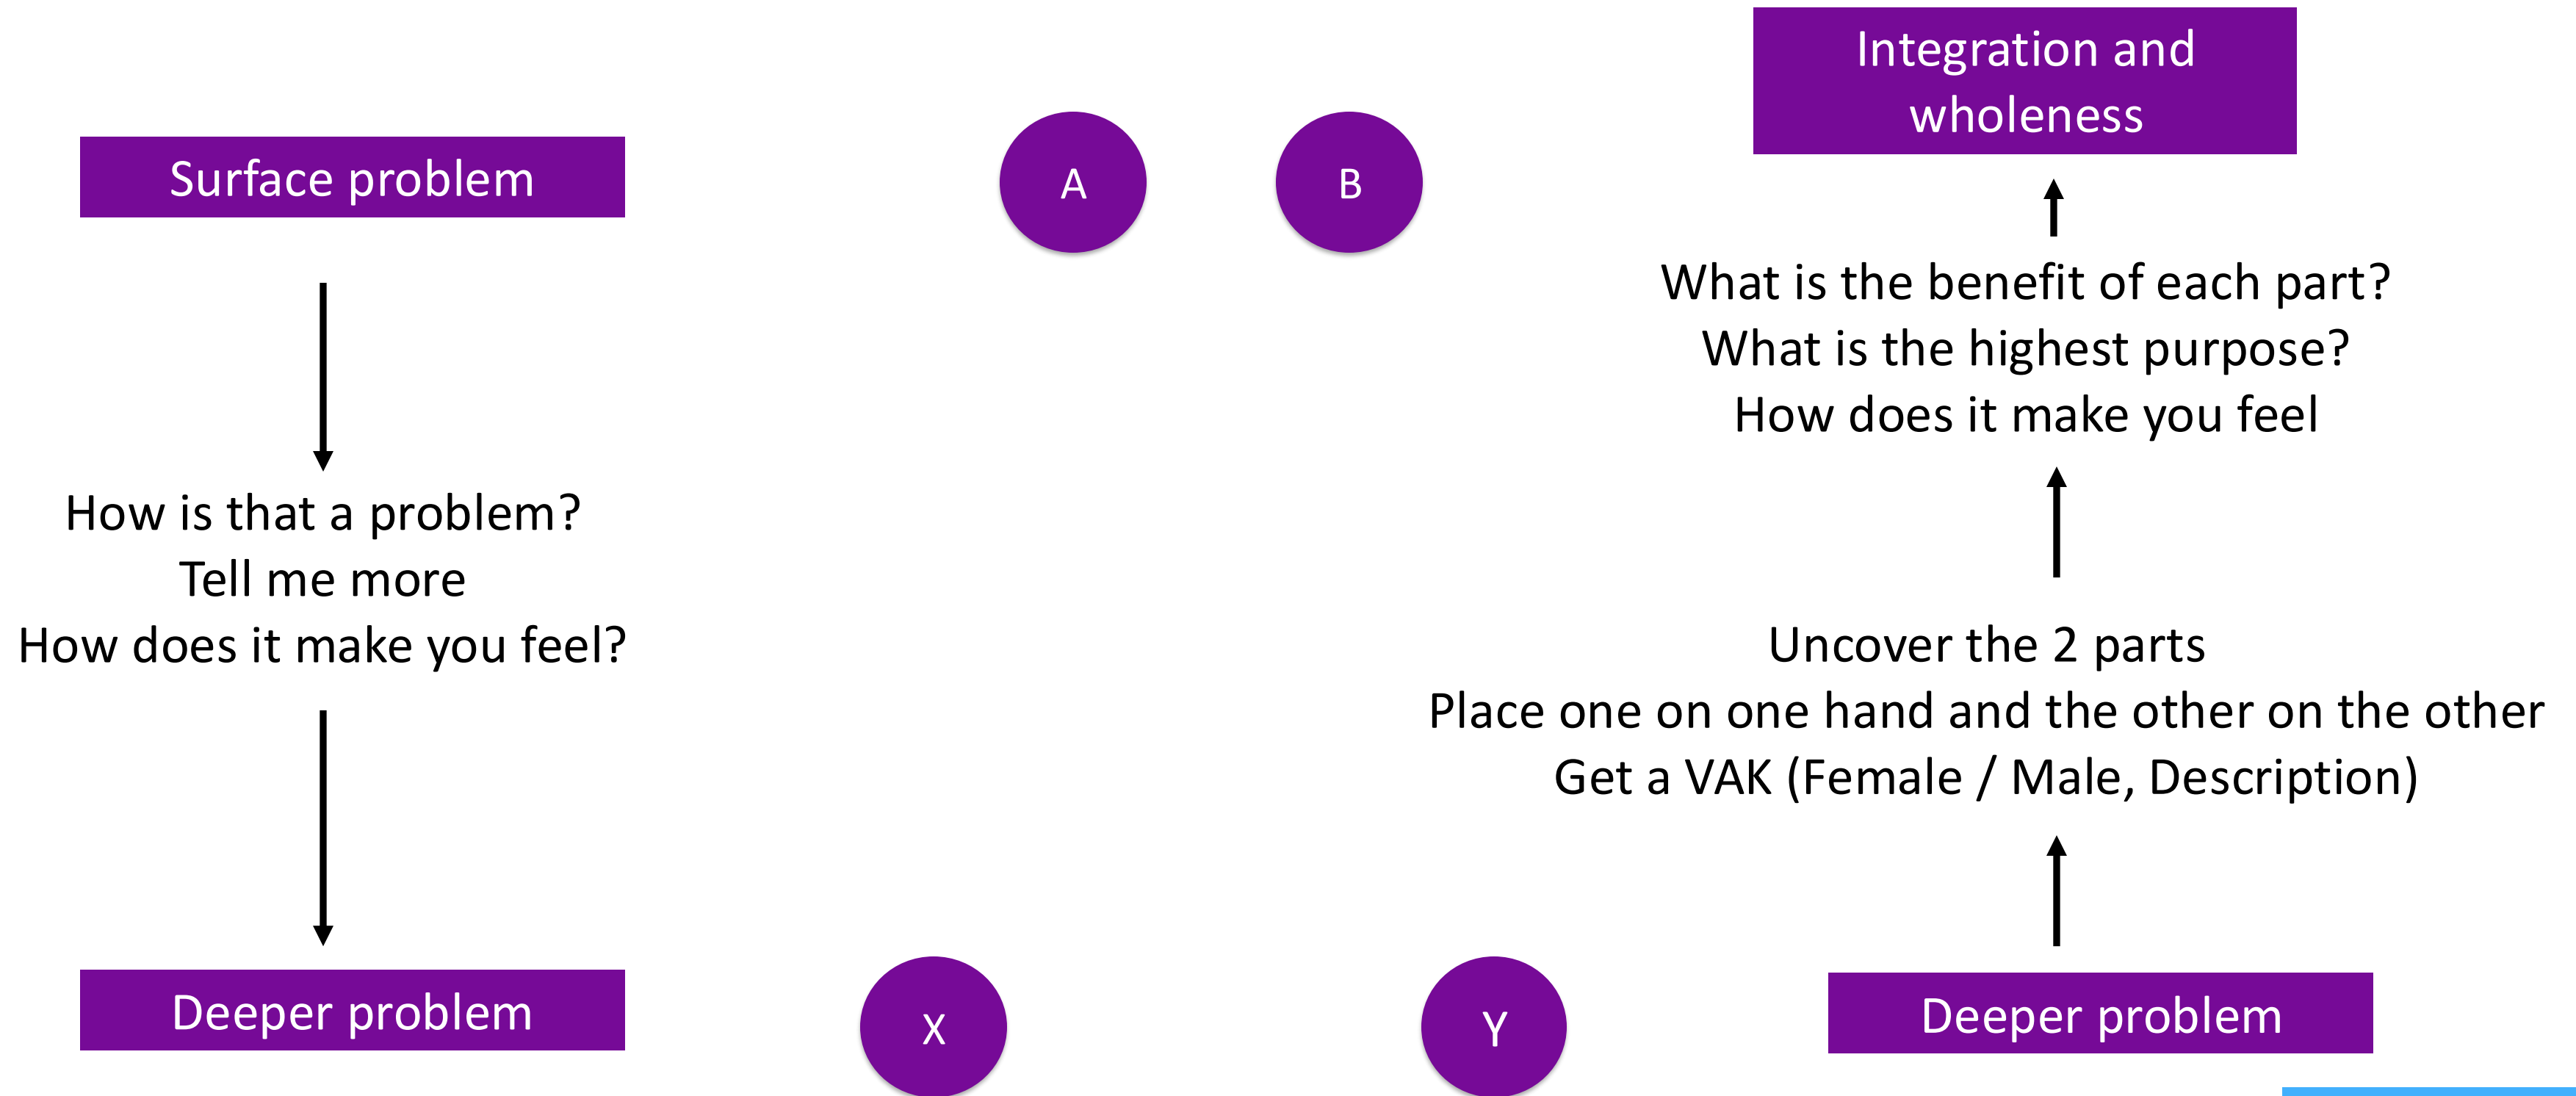 Surface problem
How is that a problem?
Tell me more
How does it make you feel?
Deeper problem
A
B
X
Y
Integration and
wholeness
What is the benefit of each part?
What is the highest purpose?
How does it make you feel
Uncover the 2 parts
Place one on one hand and the other on the other
Get a VAK (Female / Male, Description)
Deeper problem